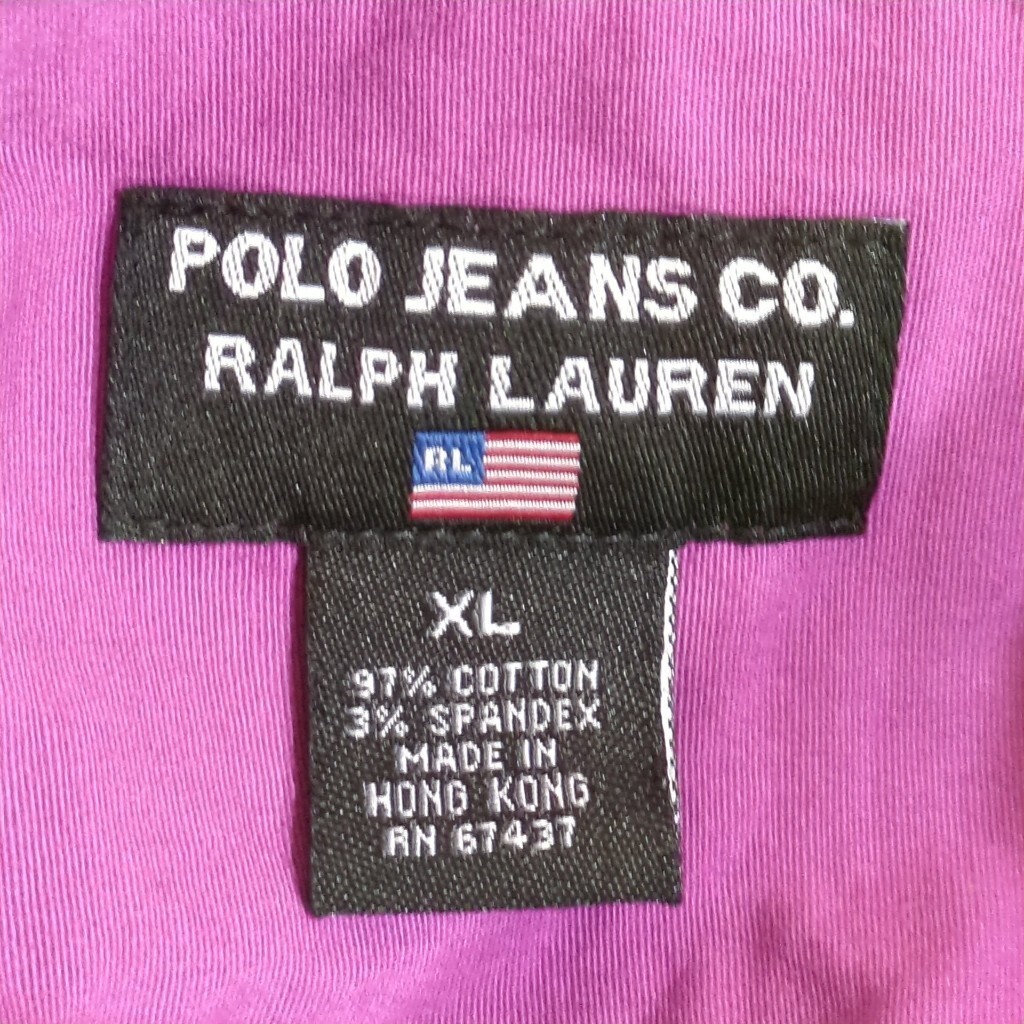 POLO JEANS CO.
RALPH LAUREN
RL
XL
97% COTTON
3% SPANDEX
MADE IN
HONG KONG
RN 67437